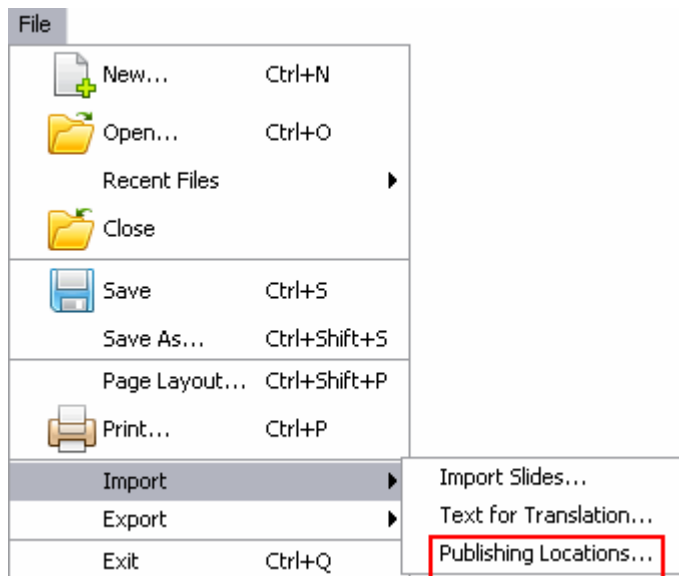 File
New... Ctrl+N
Open... Ctrl+O
Recent Files
Close
Save Ctrl+S
Save As... Ctrl+Shift+S
Page Layout... Ctrl+Shift+P
Print... Ctrl+P
Import
Export
Exit Ctrl+Q
Import Slides...
Text for Translation...
Publishing Locations...